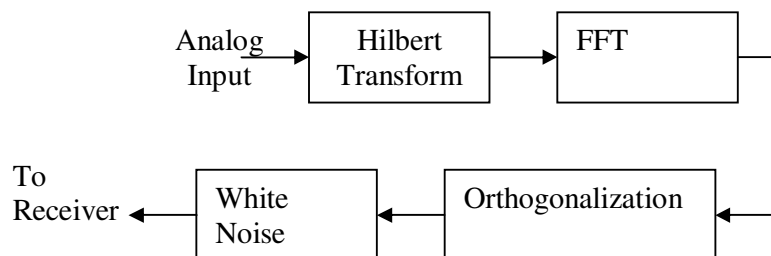 Analog
Input
Hilbert
Transform
FFT
To
Receiver
White
Noise
Orthogonalization